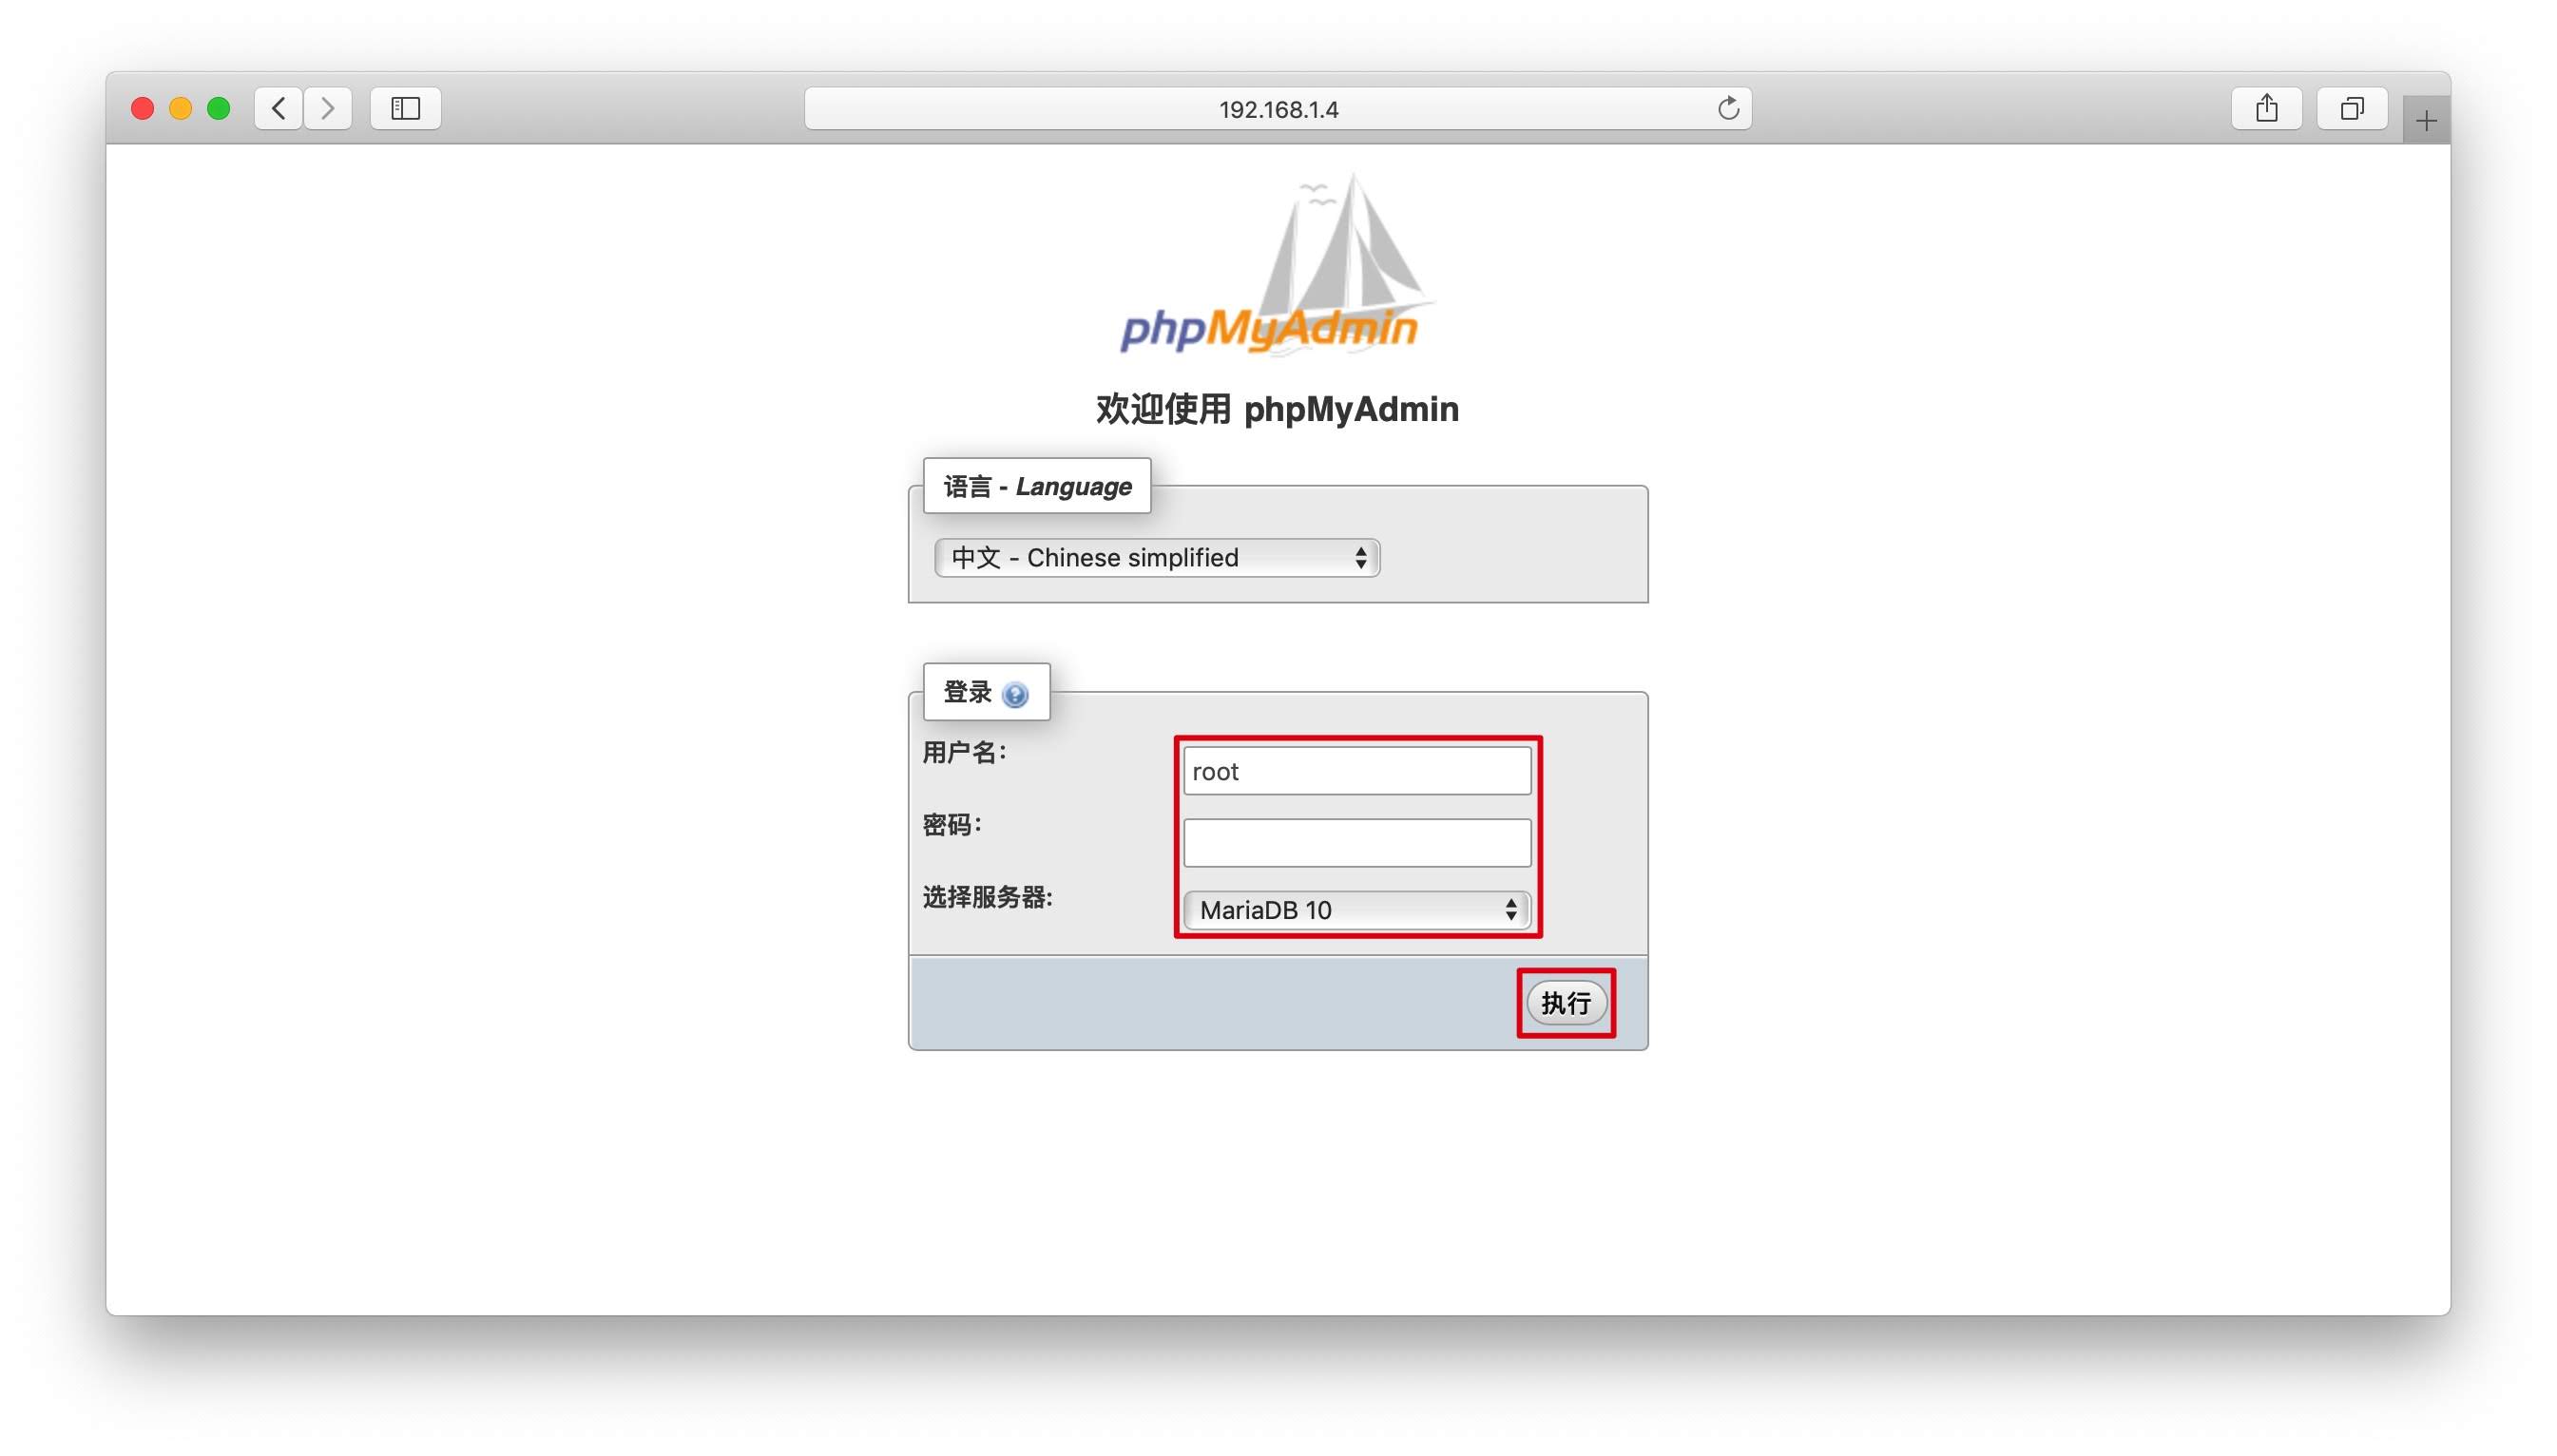 192.168.1.4
phpMyAdmin
欢迎使用 phpMyAdmin
语言 - Language
中文 - Chinese simplified
登录
用户名：
root
密码：
选择服务器:
MariaDB 10
执行